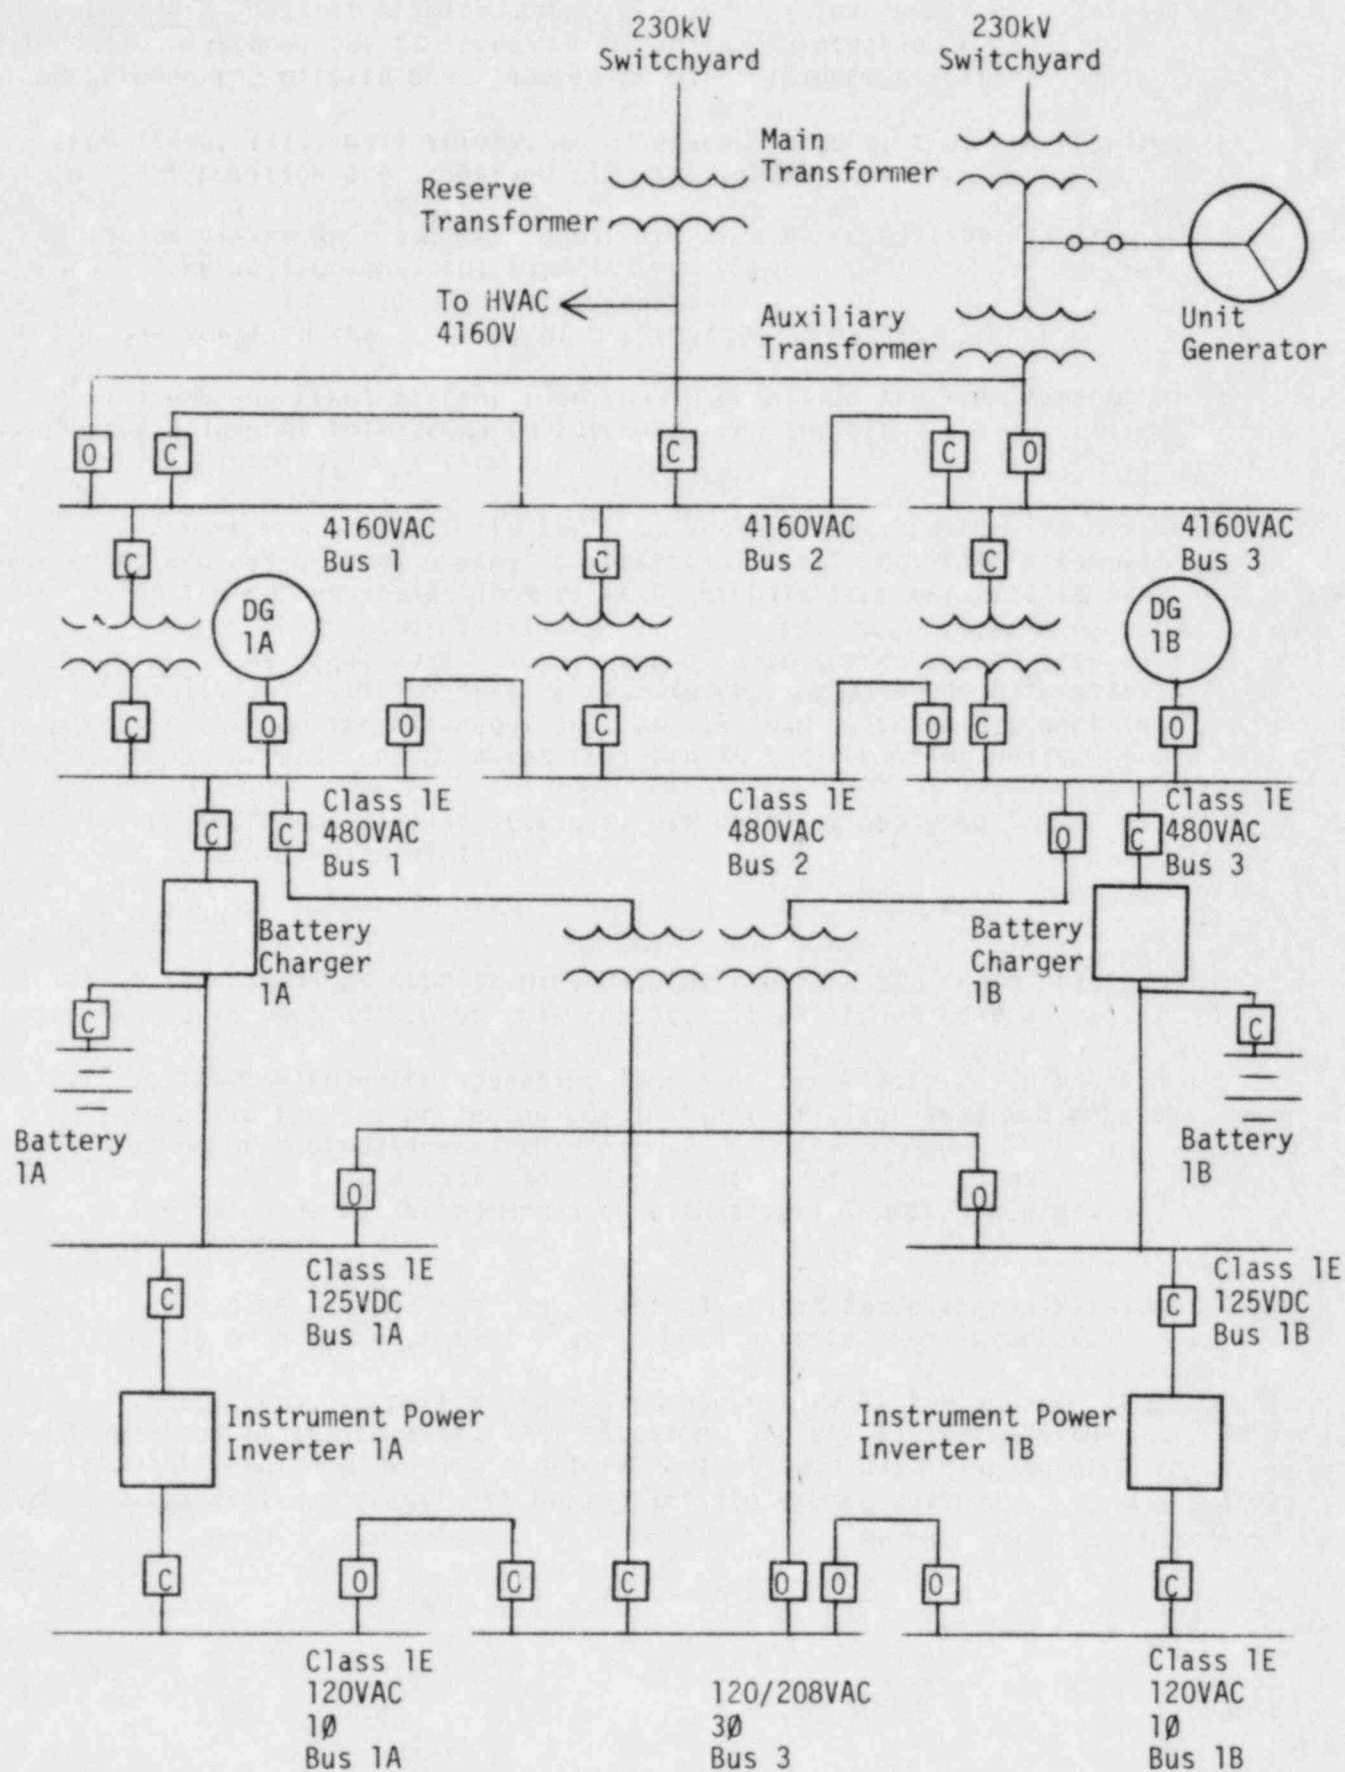 230kV
Switchyard
230kV
Switchyard
Main
Transformer
Reserve
Transformer
To HVAC
4160V
Auxiliary
Transformer
Unit
Generator
O
C
C
C
O
4160VAC
Bus 1
4160VAC
Bus 2
4160VAC
Bus 3
C
C
C
DG
1A
DG
1B
C
O
O
C
O
C
O
Class 1E
480VAC
Bus 1
Class 1E
480VAC
Bus 2
Class 1E
480VAC
Bus 3
C
C
O
C
Battery
Charger
1A
Battery
Charger
1B
C
C
Battery
1A
Battery
1B
O
O
Class 1E
125VDC
Bus 1A
Class 1E
125VDC
Bus 1B
C
C
Instrument Power
Inverter 1A
Instrument Power
Inverter 1B
C
O
C
C
O
O
O
C
Class 1E
120VAC
1Ø
Bus 1A
120/208VAC
3Ø
Bus 3
Class 1E
120VAC
1Ø
Bus 1B